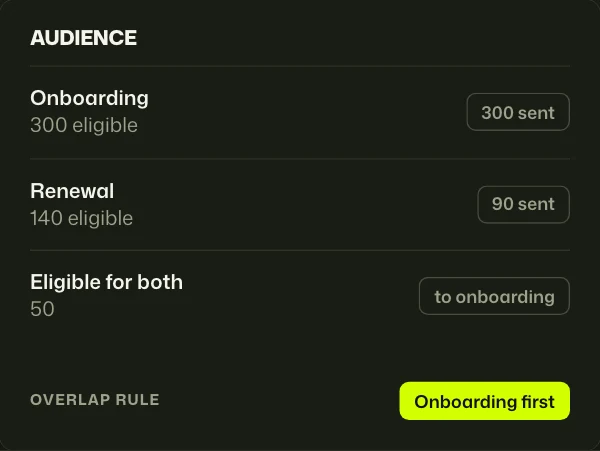 AUDIENCE
Onboarding
300 eligible
300 sent
Renewal
140 eligible
90 sent
Eligible for both
50
to onboarding
OVERLAP RULE
Onboarding first